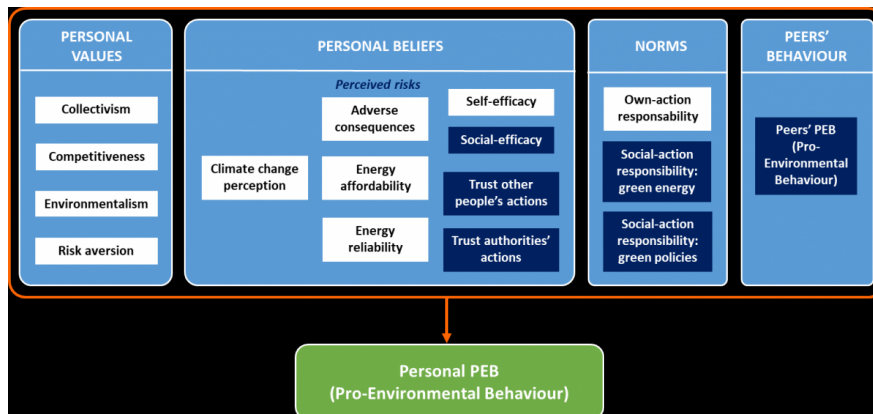 PERSONAL
VALUES
Collectivism
Competitiveness
Environmentalism
Risk aversion
PERSONAL BELIEFS
Climate change
perception
Perceived risks
Adverse
consequences
Energy
affordability
Energy
reliability
Self-efficacy
Social-efficacy
Trust other
people's actions
Trust authorities'
actions
NORMS
Own-action
responsability
Social-action
responsibility:
green energy
Social-action
responsibility:
green policies
PEERS'
BEHAVIOUR
Peers' PEB
(Pro-
Environmental
Behaviour)
Personal PEB
(Pro-Environmental Behaviour)